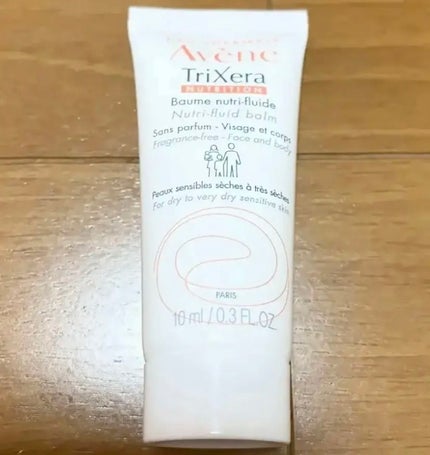 Avène
TriXera
NUTRITION
Baume nutri-fluide
Nutri-fluid balm
Sans parfum - Visage et corps
Fragrance-free - Face and body
Peaux sensibles sèches à très sèches
For dry to very dry sensitive skin
PARIS
10 ml / 0.3 FL.OZ